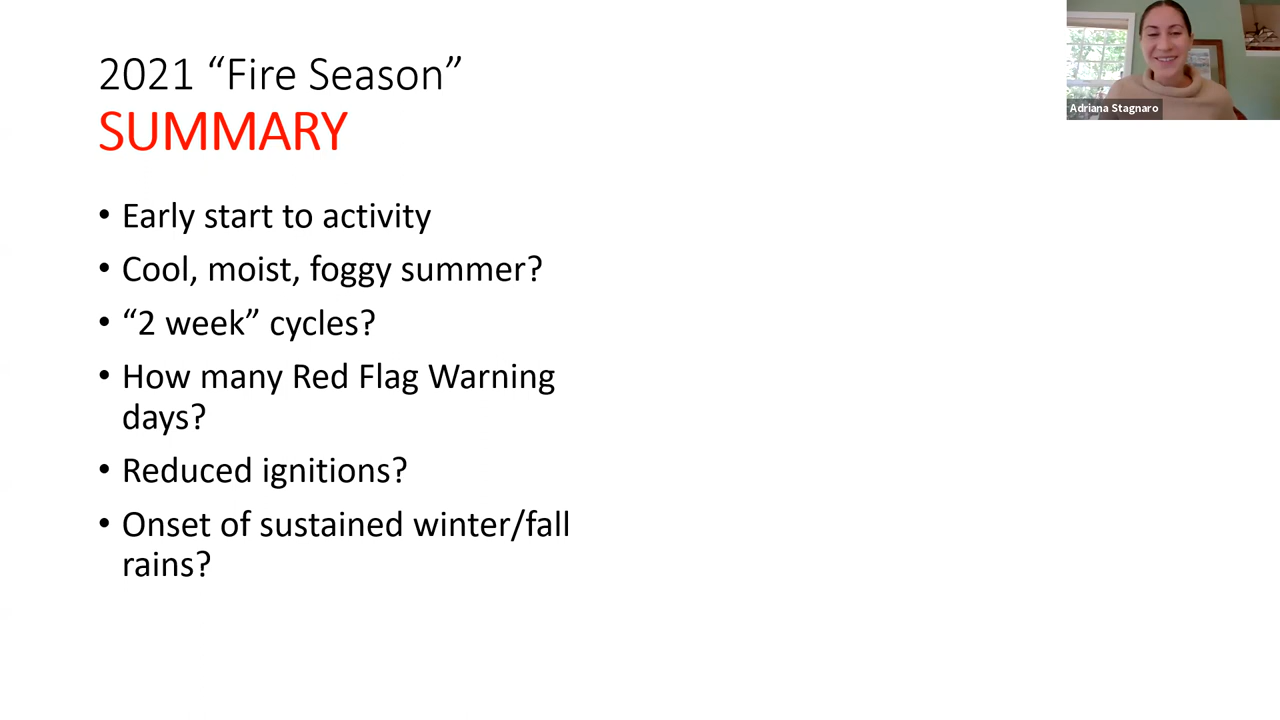 2021 “Fire Season”
SUMMARY
• Early start to activity
• Cool, moist, foggy summer?
• “2 week” cycles?
• How many Red Flag Warning
days?
• Reduced ignitions?
• Onset of sustained winter/fall
rains?
Adriana Stagnaro